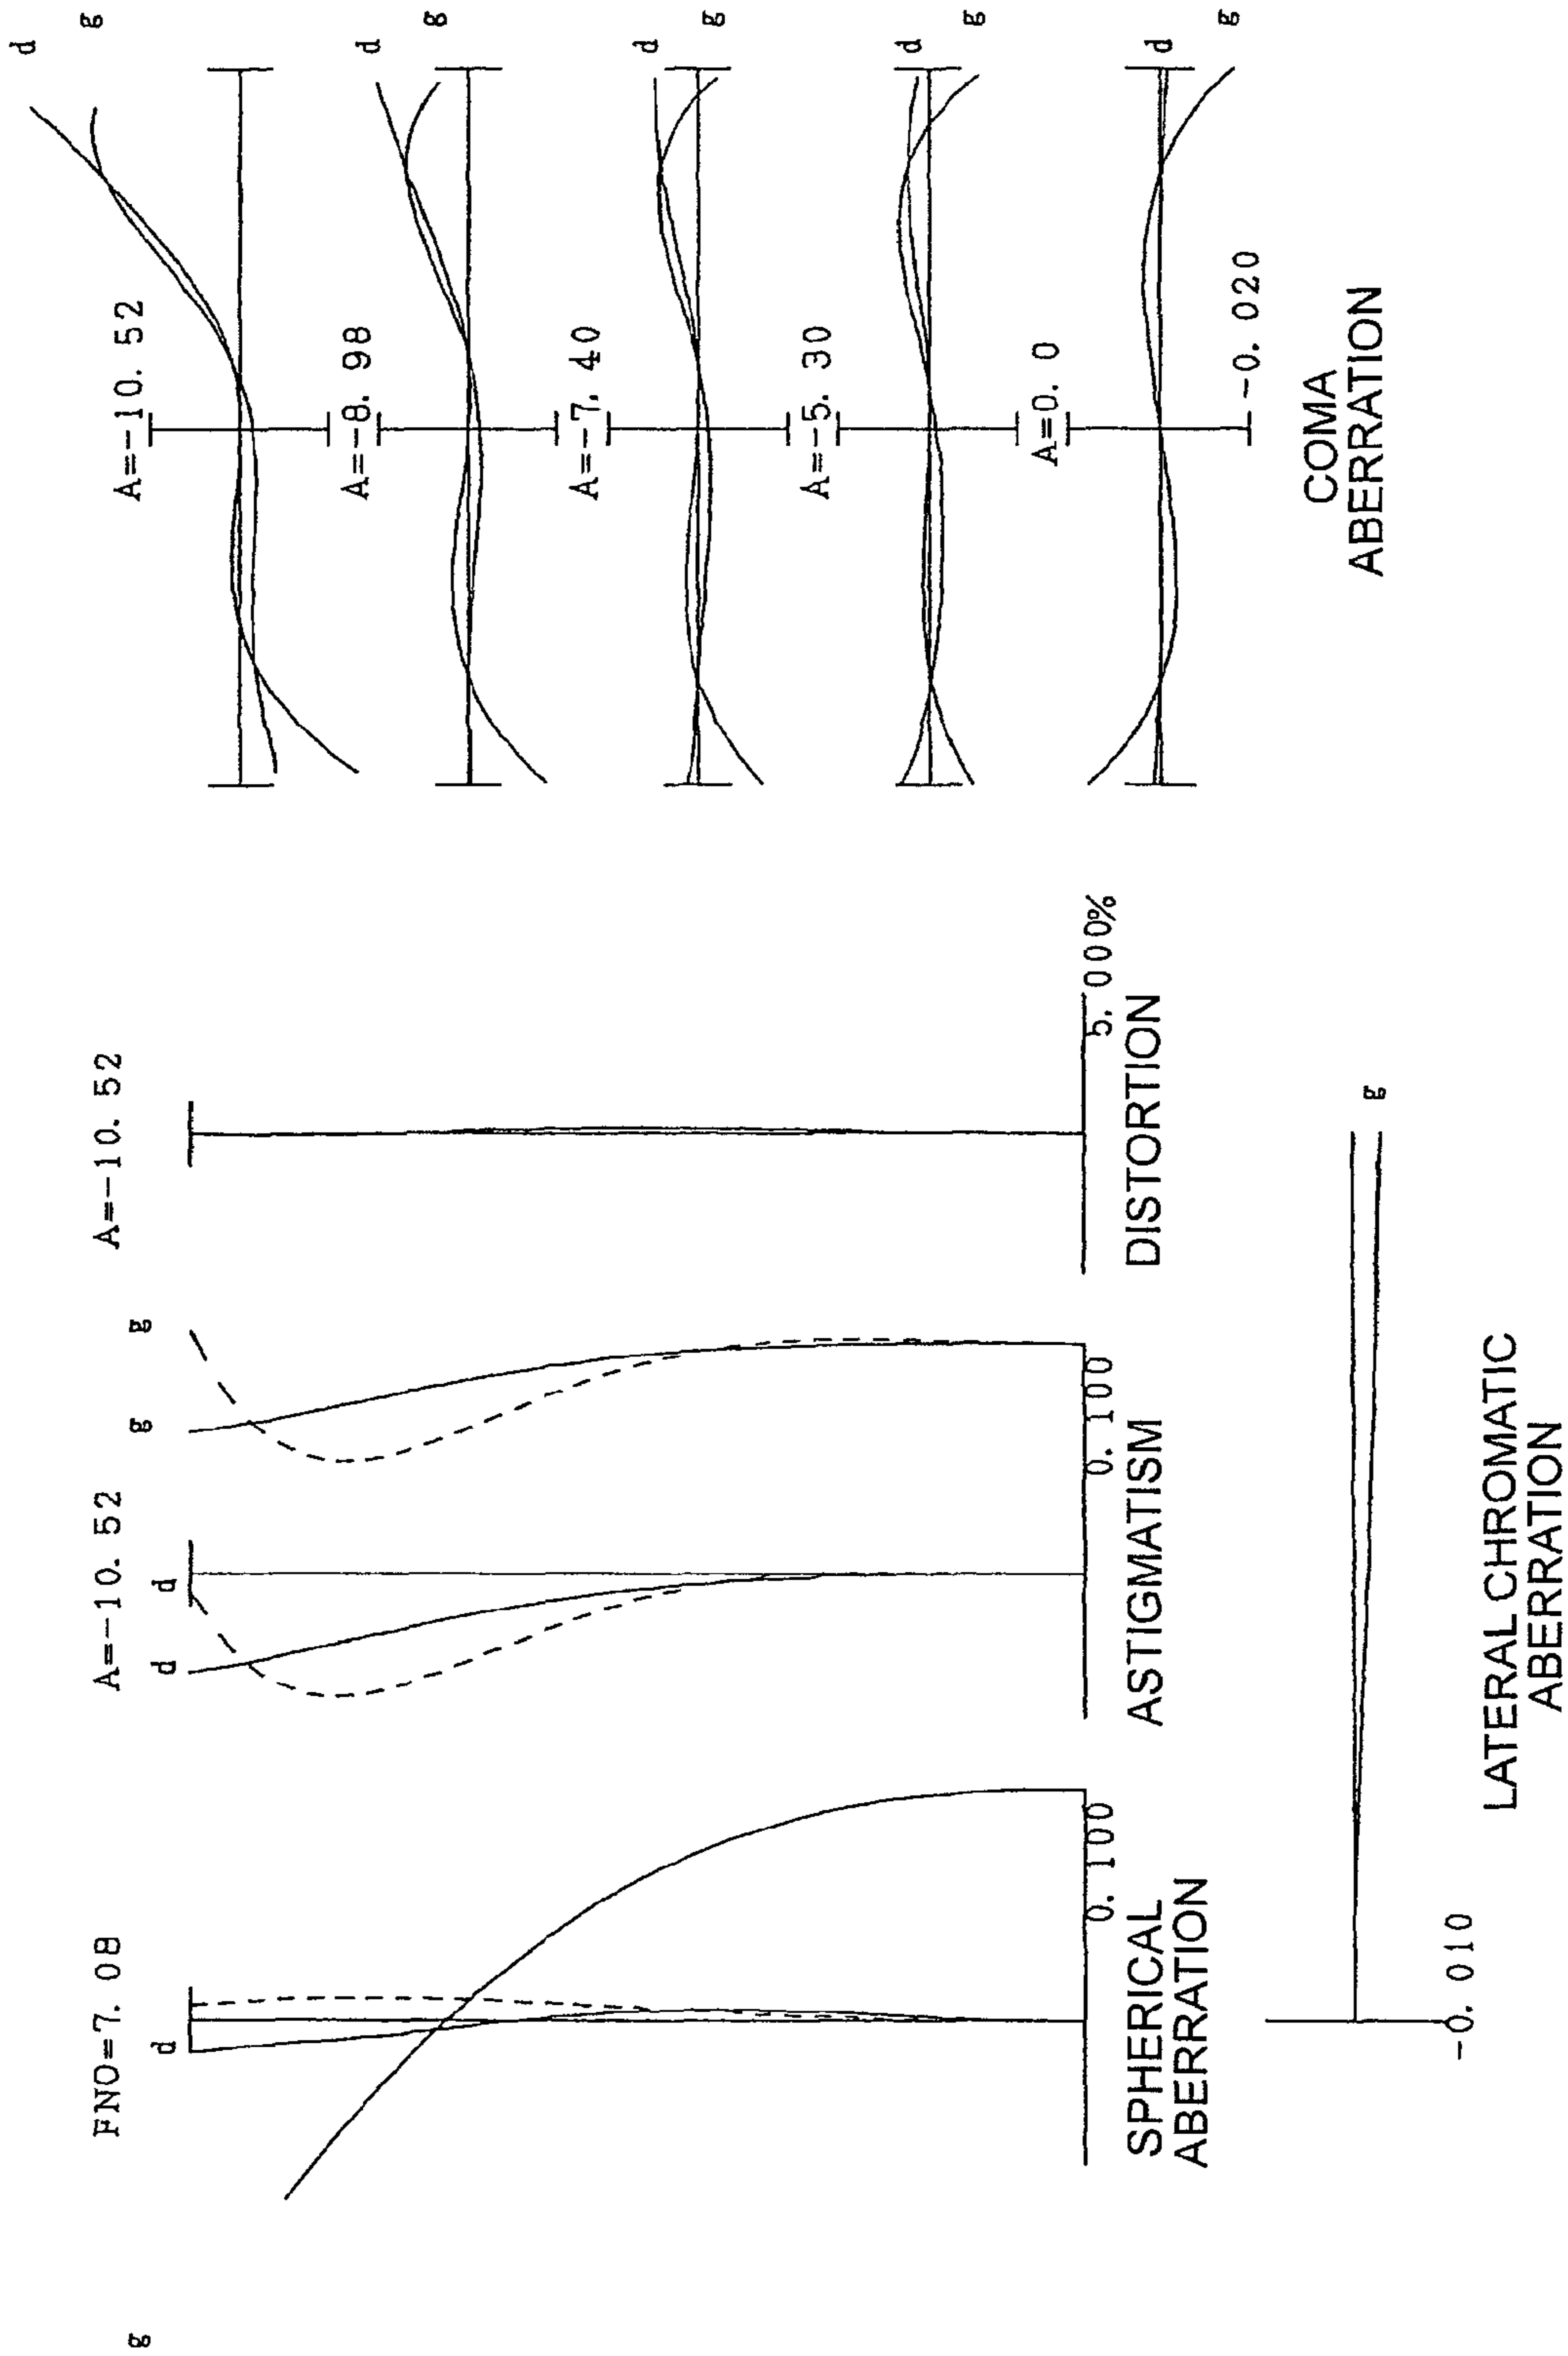 FNO=7. 08
g
d
0. 100
SPHERICAL
ABERRATION
A=-10. 52
d
d
g
g
0. 100
ASTIGMATISM
A=-10. 52
5. 000%
DISTORTION
g
-0. 010
LATERAL CHROMATIC
ABERRATION
A=-10. 52
d
g
A=-8. 98
d
g
A=-7. 40
d
g
A=-5. 30
d
g
A=0. 0
d
g
-0. 020
COMA
ABERRATION